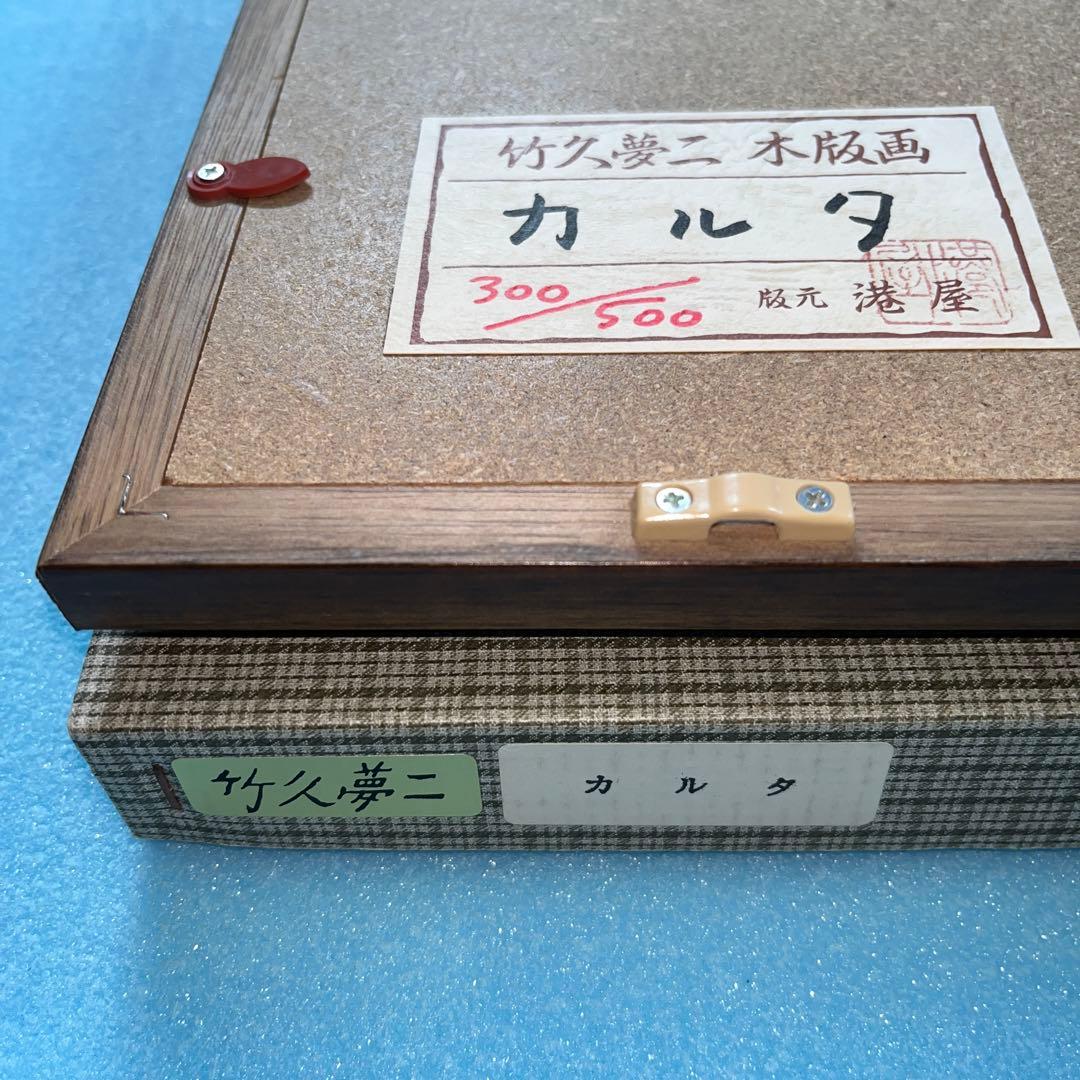 竹久夢二 木版画
カルタ
300/500 版元 港屋
竹久夢二
カルタ